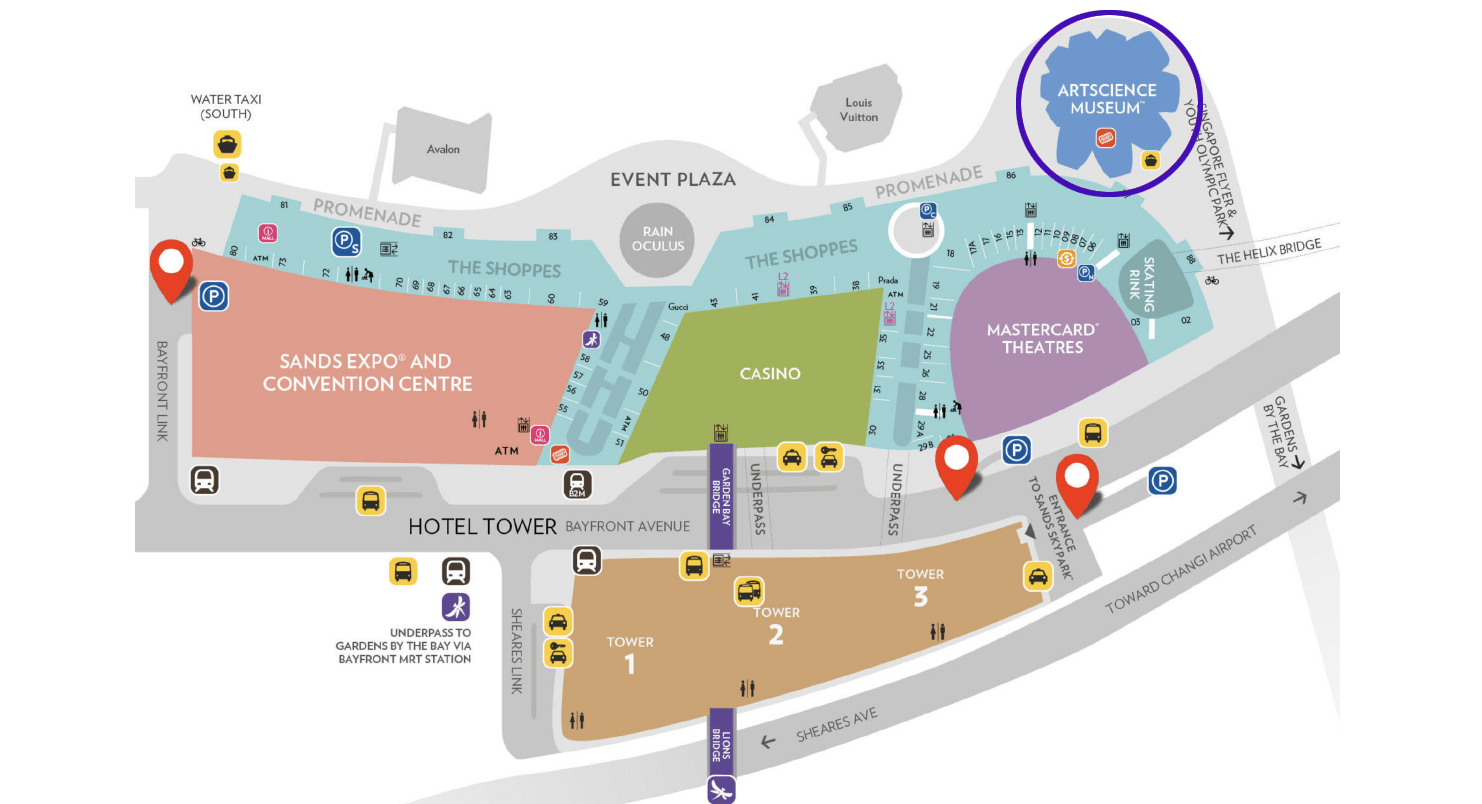 WATER TAXI
(SOUTH)
Avalon
Louis
Vuitton
ARTSCIENCE
MUSEUM™
SINGAPORE FLYER &
YOUTH OLYMPIC PARK
EVENT PLAZA
PROMENADE
PROMENADE
RAIN
OCULUS
THE SHOPPES
THE SHOPPES
81
82
83
84
85
86
88
THE HELIX BRIDGE
SKATING
RINK
03
02
80
ATM
73
72
70
69
68
67
66
65
64
63
60
59
58
57
56
55
i
MALL
P
S
P
Gucci
43
41
L2
39
38
Prada
ATM
L2
48
50
ATM
51
35
33
31
30
P
C
18
17A
17
16
15
13
12
11
10
09
08
07
06
$
P
M
19
21
22
25
26
28
29A
29B
SANDS EXPO® AND
CONVENTION CENTRE
CASINO
MASTERCARD®
THEATRES
BAYFRONT LINK
ATM
i
MALL
B2M
P
P
GARDEN BAY
BRIDGE
UNDERPASS
UNDERPASS
ENTRANCE
TO SANDS SKYPARK®
GARDENS
BY THE BAY
HOTEL TOWER
BAYFRONT AVENUE
TOWER
1
TOWER
2
TOWER
3
UNDERPASS TO
GARDENS BY THE BAY VIA
BAYFRONT MRT STATION
SHEARES LINK
LIONS
BRIDGE
SHEARES AVE
TOWARD CHANGI AIRPORT